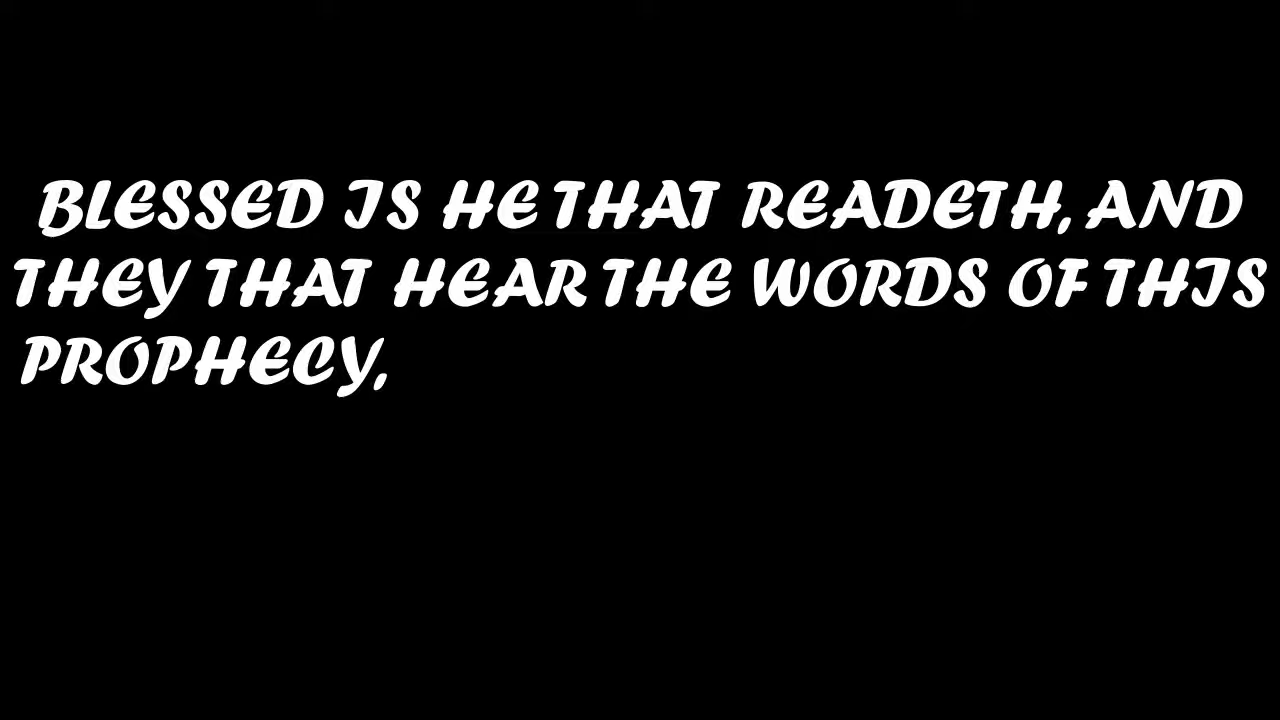 BLESSED IS HE THAT READETH, AND
THEY THAT HEAR THE WORDS OF THIS
PROPHECY,